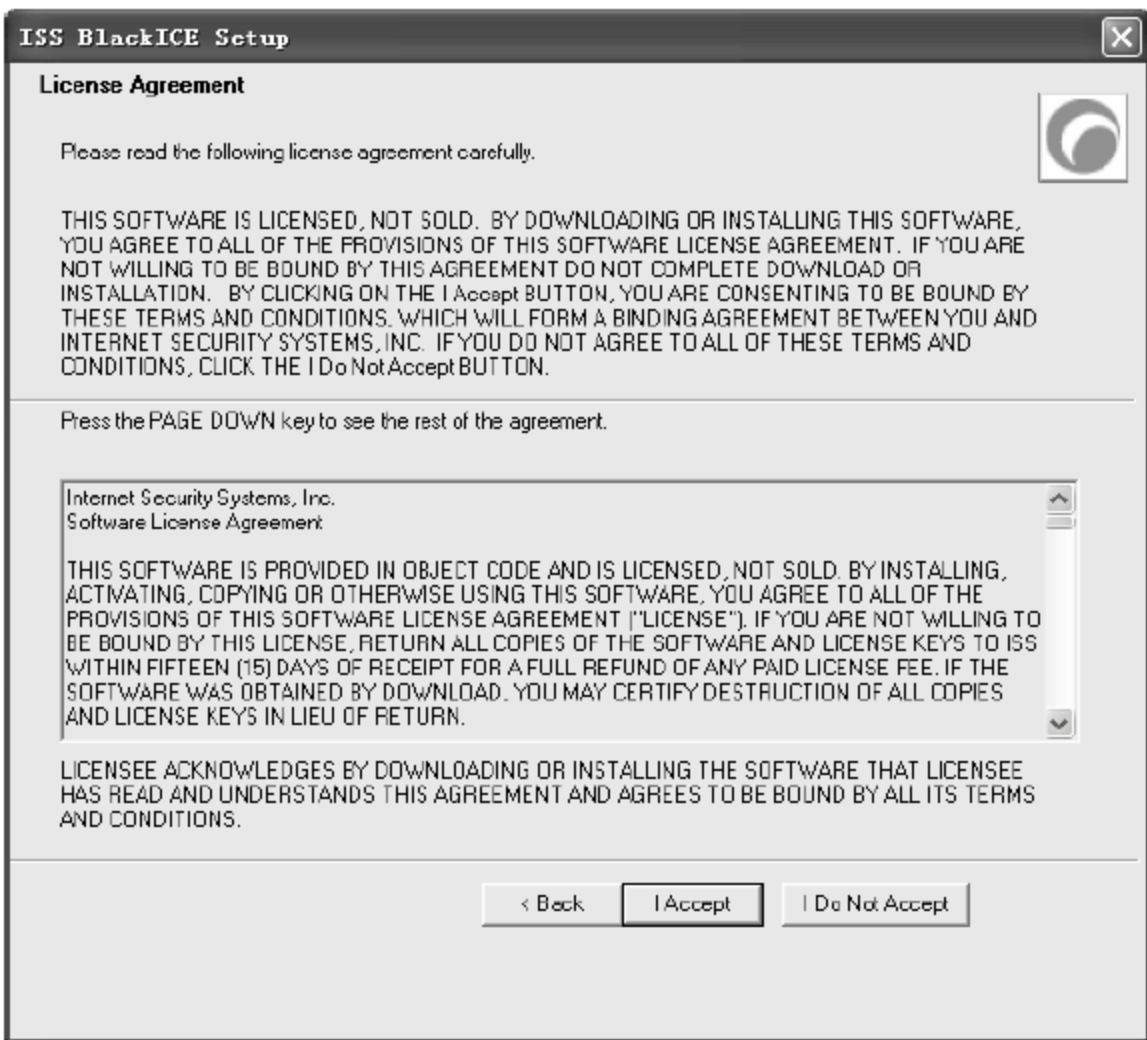 ISS BlackICE Setup
License Agreement
Please read the following license agreement carefully.
THIS SOFTWARE IS LICENSED, NOT SOLD. BY DOWNLOADING OR INSTALLING THIS SOFTWARE,
YOU AGREE TO ALL OF THE PROVISIONS OF THIS SOFTWARE LICENSE AGREEMENT. IF YOU ARE
NOT WILLING TO BE BOUND BY THIS AGREEMENT DO NOT COMPLETE DOWNLOAD OR
INSTALLATION. BY CLICKING ON THE I Accept BUTTON, YOU ARE CONSENTING TO BE BOUND BY
THESE TERMS AND CONDITIONS. WHICH WILL FORM A BINDING AGREEMENT BETWEEN YOU AND
INTERNET SECURITY SYSTEMS, INC. IF YOU DO NOT AGREE TO ALL OF THESE TERMS AND
CONDITIONS, CLICK THE I Do Not Accept BUTTON.
Press the PAGE DOWN key to see the rest of the agreement.
Internet Security Systems, Inc.
Software License Agreement
THIS SOFTWARE IS PROVIDED IN OBJECT CODE AND IS LICENSED, NOT SOLD. BY INSTALLING,
ACTIVATING, COPYING OR OTHERWISE USING THIS SOFTWARE, YOU AGREE TO ALL OF THE
PROVISIONS OF THIS SOFTWARE LICENSE AGREEMENT ("LICENSE"). IF YOU ARE NOT WILLING TO
BE BOUND BY THIS LICENSE, RETURN ALL COPIES OF THE SOFTWARE AND LICENSE KEYS TO ISS
WITHIN FIFTEEN (15) DAYS OF RECEIPT FOR A FULL REFUND OF ANY PAID LICENSE FEE. IF THE
SOFTWARE WAS OBTAINED BY DOWNLOAD. YOU MAY CERTIFY DESTRUCTION OF ALL COPIES
AND LICENSE KEYS IN LIEU OF RETURN.
LICENSEE ACKNOWLEDGES BY DOWNLOADING OR INSTALLING THE SOFTWARE THAT LICENSEE
HAS READ AND UNDERSTANDS THIS AGREEMENT AND AGREES TO BE BOUND BY ALL ITS TERMS
AND CONDITIONS.
< Back I Accept I Do Not Accept